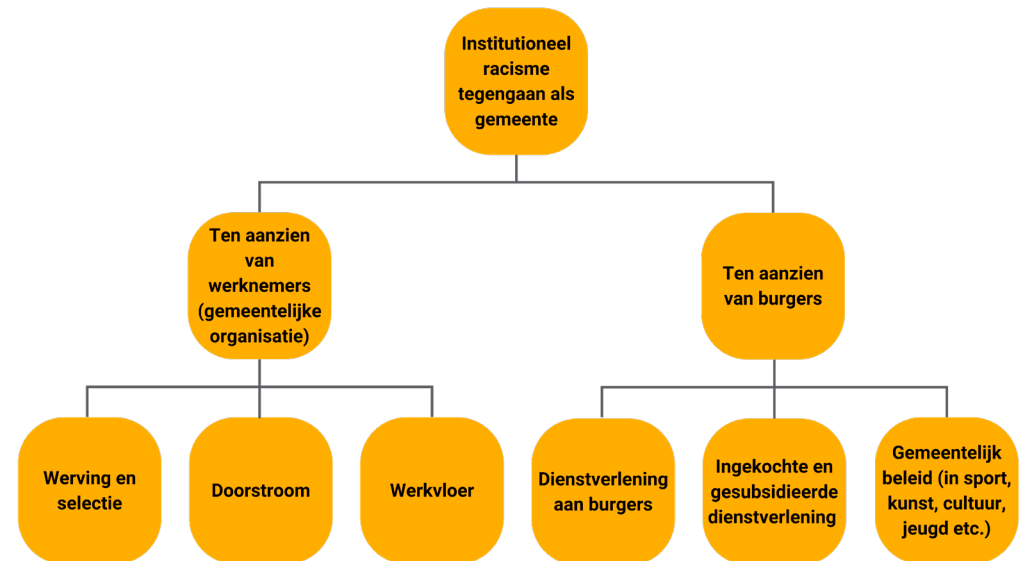 Institutioneel
racisme
tegengaan als
gemeente
Ten aanzien
van
werknemers
(gemeentelijke
organisatie)
Ten aanzien
van burgers
Werving en
selectie
Doorstroom
Werkvloer
Dienstverlening
aan burgers
Ingekochte en
gesubsidieerde
dienstverlening
Gemeentelijk
beleid (in sport,
kunst, cultuur,
jeugd etc.)